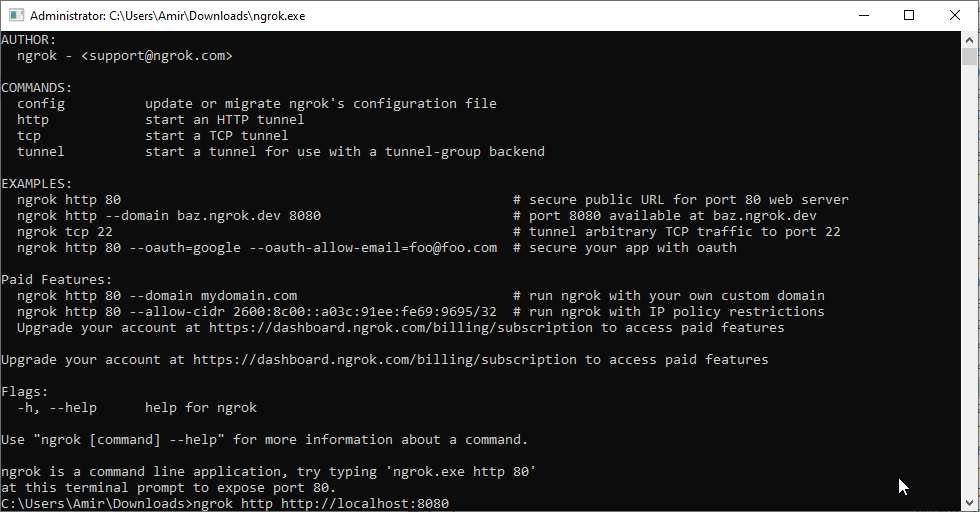 Administrator: C:\Users\Amir\Downloads\ngrok.exe
AUTHOR:
  ngrok - <support@ngrok.com>

COMMANDS:
  config          update or migrate ngrok's configuration file
  http            start an HTTP tunnel
  tcp             start a TCP tunnel
  tunnel          start a tunnel for use with a tunnel-group backend

EXAMPLES:
  ngrok http 80                                                 # secure public URL for port 80 web server
  ngrok http --domain baz.ngrok.dev 8080                        # port 8080 available at baz.ngrok.dev
  ngrok tcp 22                                                  # tunnel arbitrary TCP traffic to port 22
  ngrok http 80 --oauth=google --oauth-allow-email=foo@foo.com  # secure your app with oauth

Paid Features:
  ngrok http 80 --domain mydomain.com                           # run ngrok with your own custom domain
  ngrok http 80 --allow-cidr 2600:8c00::a03c:91ee:fe69:9695/32  # run ngrok with IP policy restrictions
  Upgrade your account at https://dashboard.ngrok.com/billing/subscription to access paid features

Upgrade your account at https://dashboard.ngrok.com/billing/subscription to access paid features

Flags:
  -h, --help      help for ngrok

Use "ngrok [command] --help" for more information about a command.

ngrok is a command line application, try typing 'ngrok.exe http 80'
at this terminal prompt to expose port 80.
C:\Users\Amir\Downloads>ngrok http http://localhost:8080